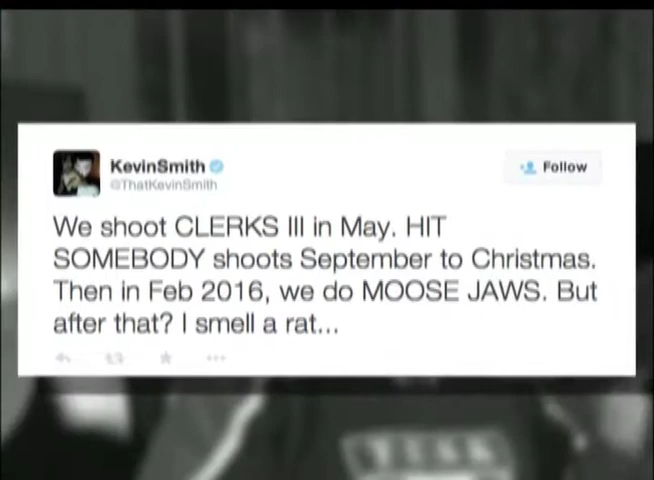 KevinSmith
@ThatKevinSmith
Follow
We shoot CLERKS III in May. HIT
SOMEBODY shoots September to Christmas.
Then in Feb 2016, we do MOOSE JAWS. But
after that? I smell a rat...